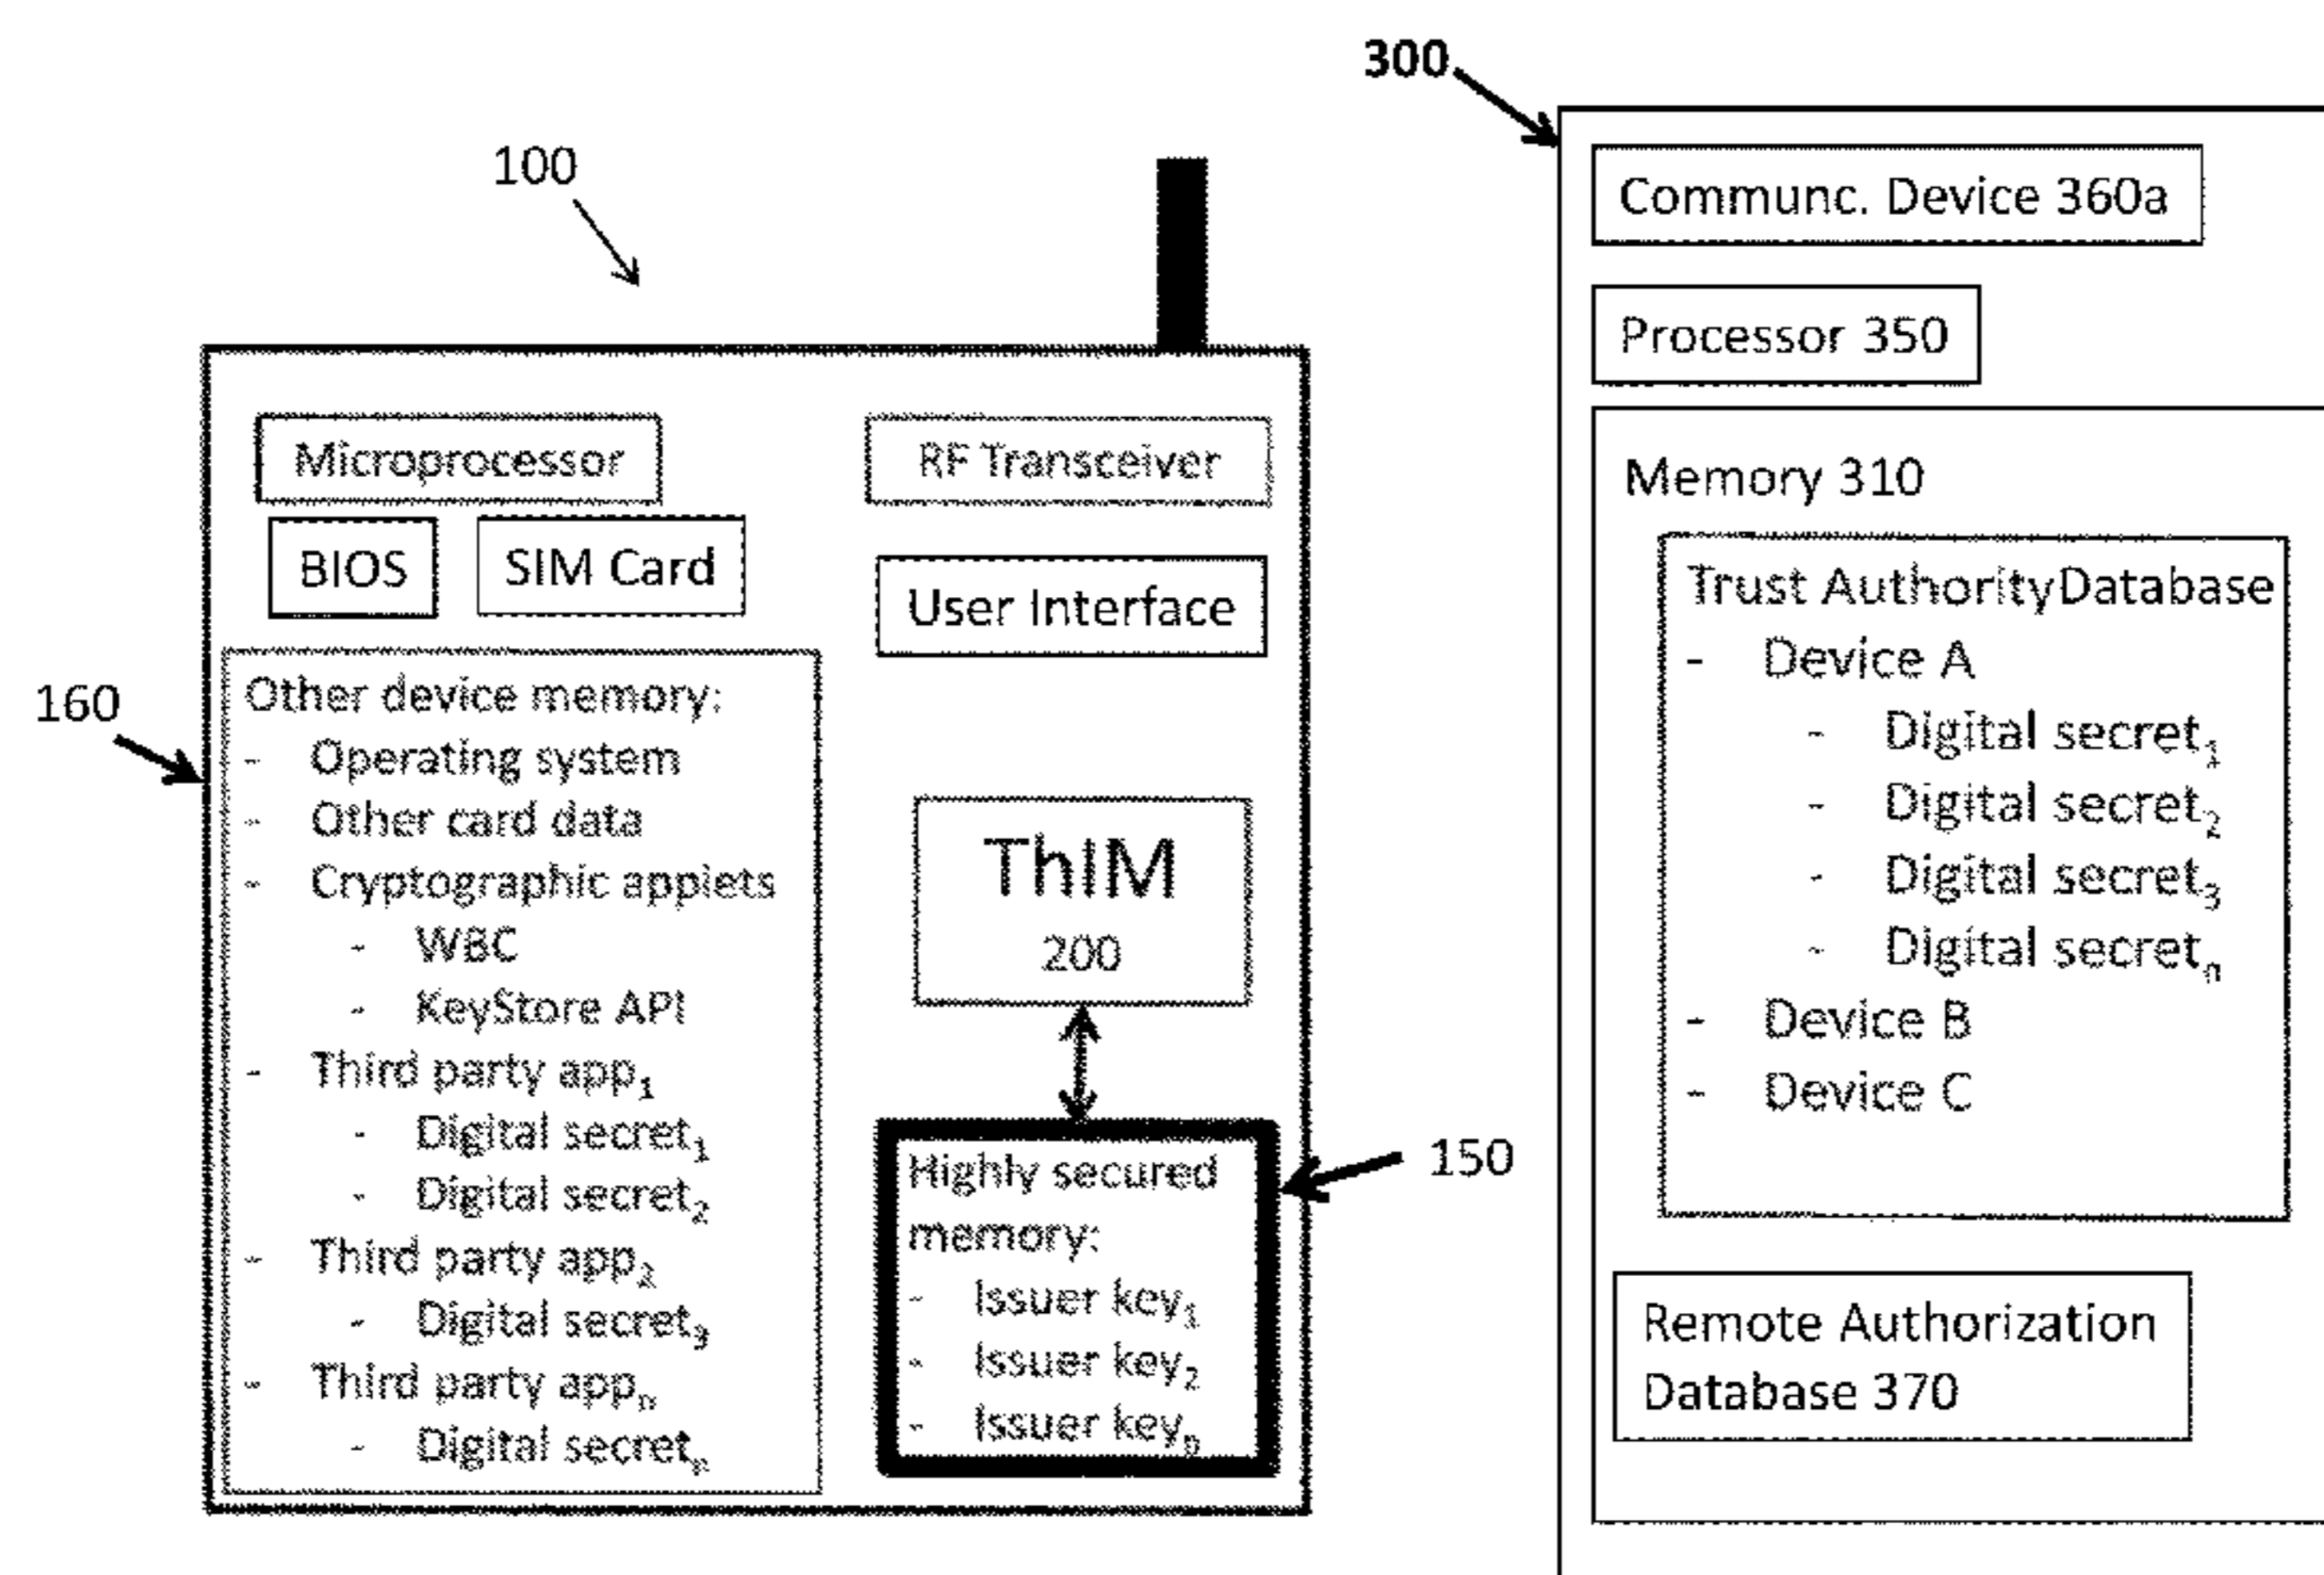 100
Microprocessor
RF Transceiver
BIOS
SIM Card
User Interface
160
Other device memory:
- Operating system
- Other card data
- Cryptographic applets
- WBC
- KeyStore API
- Third party app₁
- Digital secret₁
- Digital secret₂
- Third party app₂
- Digital secret₃
- Third party appₙ
- Digital secretₙ
ThIM
200
150
Highly secured
memory:
- Issuer key₁
- Issuer key₂
- Issuer keyₙ
300
Communc. Device 360a
Processor 350
Memory 310
Trust AuthorityDatabase
- Device A
- Digital secret₁
- Digital secret₂
- Digital secret₃
- Digital secretₙ
- Device B
- Device C
Remote Authorization
Database 370